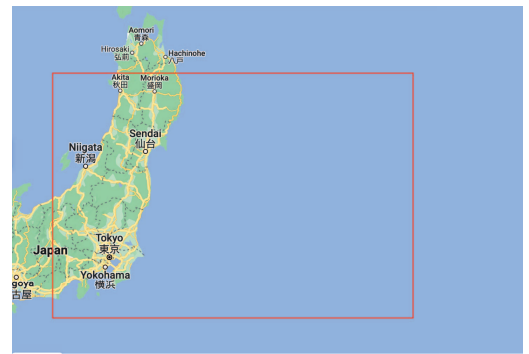 Aomori
青森
Hirosaki
弘前
Hachinohe
八戸
Akita
秋田
Morioka
盛岡
Sendai
仙台
Niigata
新潟
Tokyo
東京
Japan
Yokohama
横浜
goya
古屋